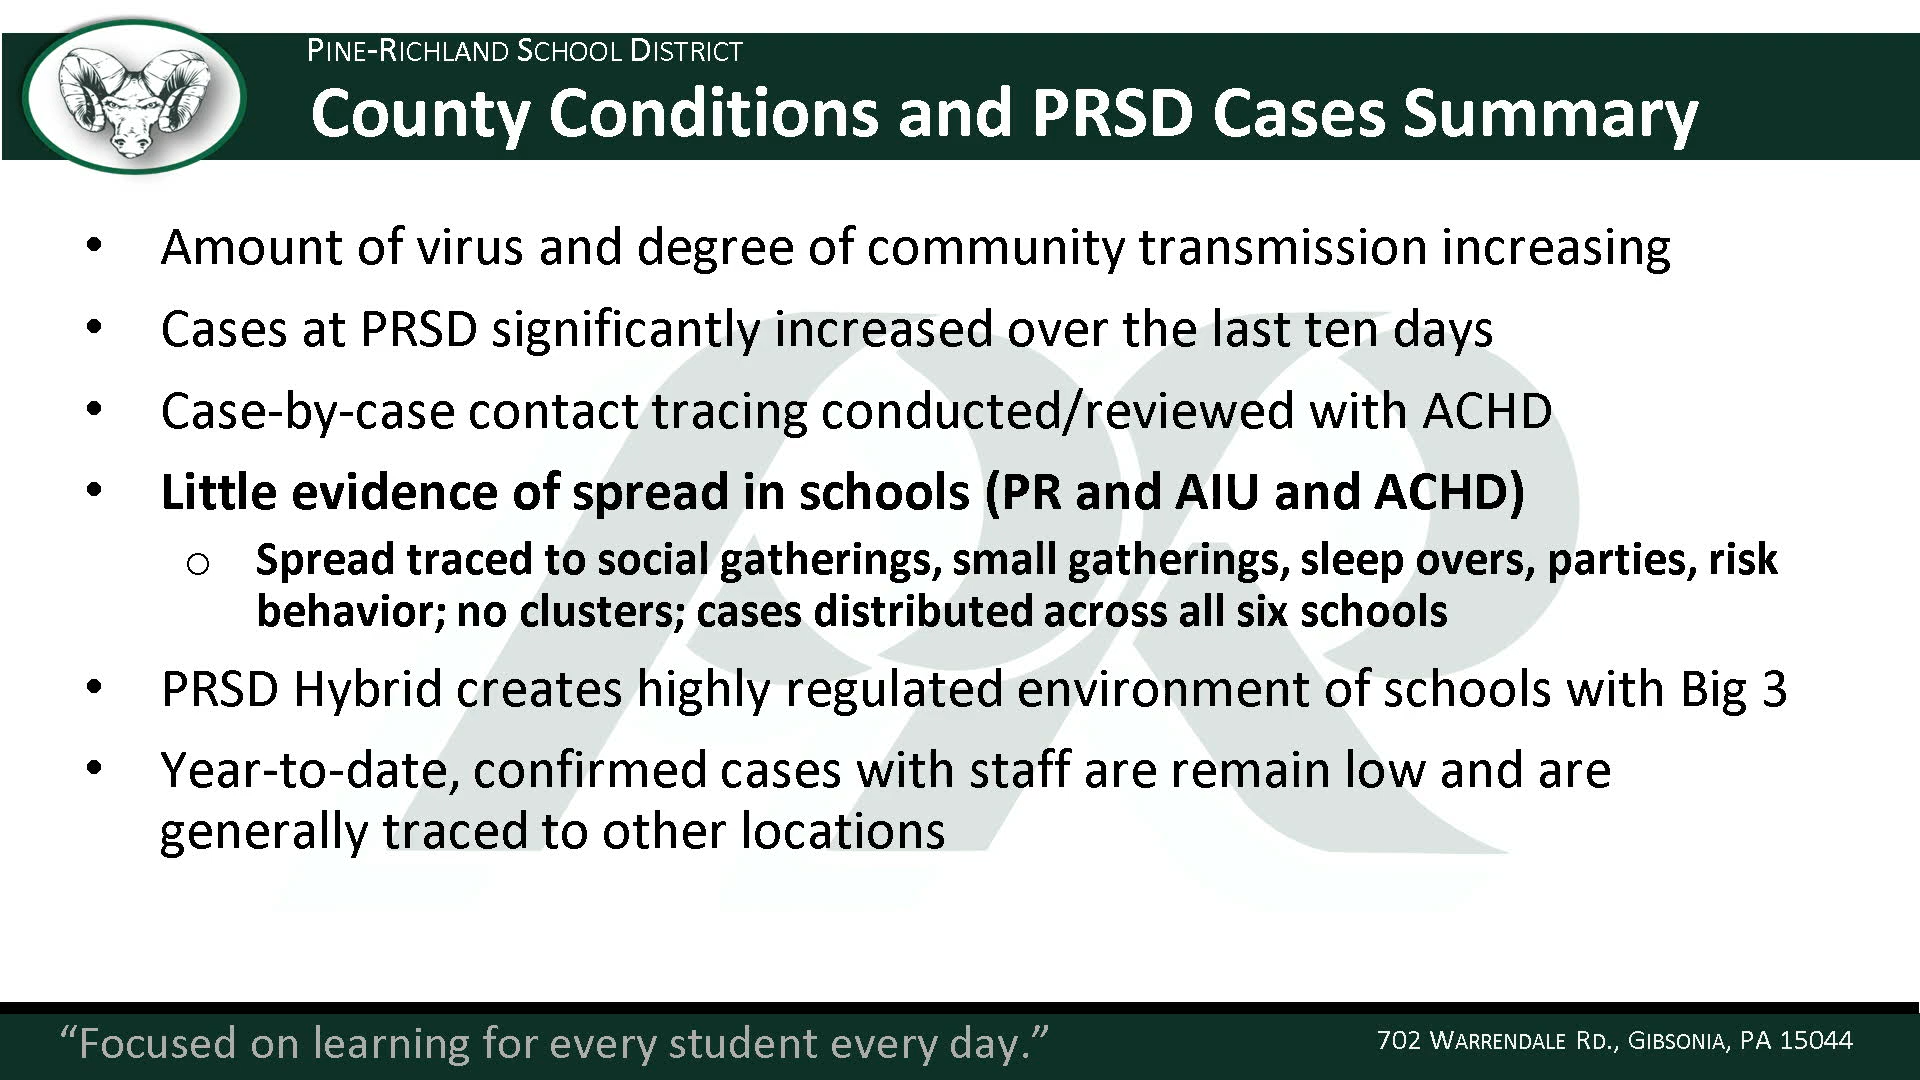 PINE-RICHLAND SCHOOL DISTRICT
County Conditions and PRSD Cases Summary
• Amount of virus and degree of community transmission increasing
• Cases at PRSD significantly increased over the last ten days
• Case-by-case contact tracing conducted/reviewed with ACHD
• Little evidence of spread in schools (PR and AIU and ACHD)
o Spread traced to social gatherings, small gatherings, sleep overs, parties, risk
behavior; no clusters; cases distributed across all six schools
• PRSD Hybrid creates highly regulated environment of schools with Big 3
• Year-to-date, confirmed cases with staff are remain low and are
generally traced to other locations
“Focused on learning for every student every day.”
702 WARRENDALE RD., GIBSONIA, PA 15044